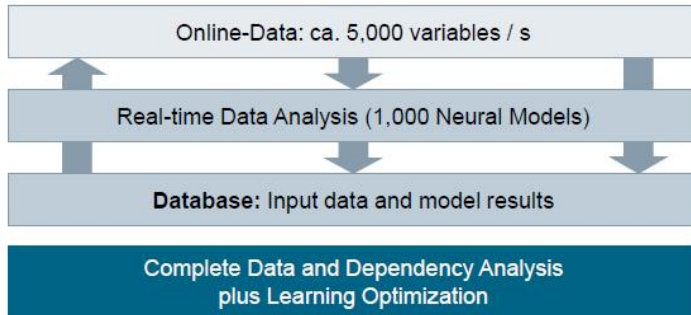 Online-Data: ca. 5,000 variables / s
Real-time Data Analysis (1,000 Neural Models)
Database: Input data and model results
Complete Data and Dependency Analysis
plus Learning Optimization